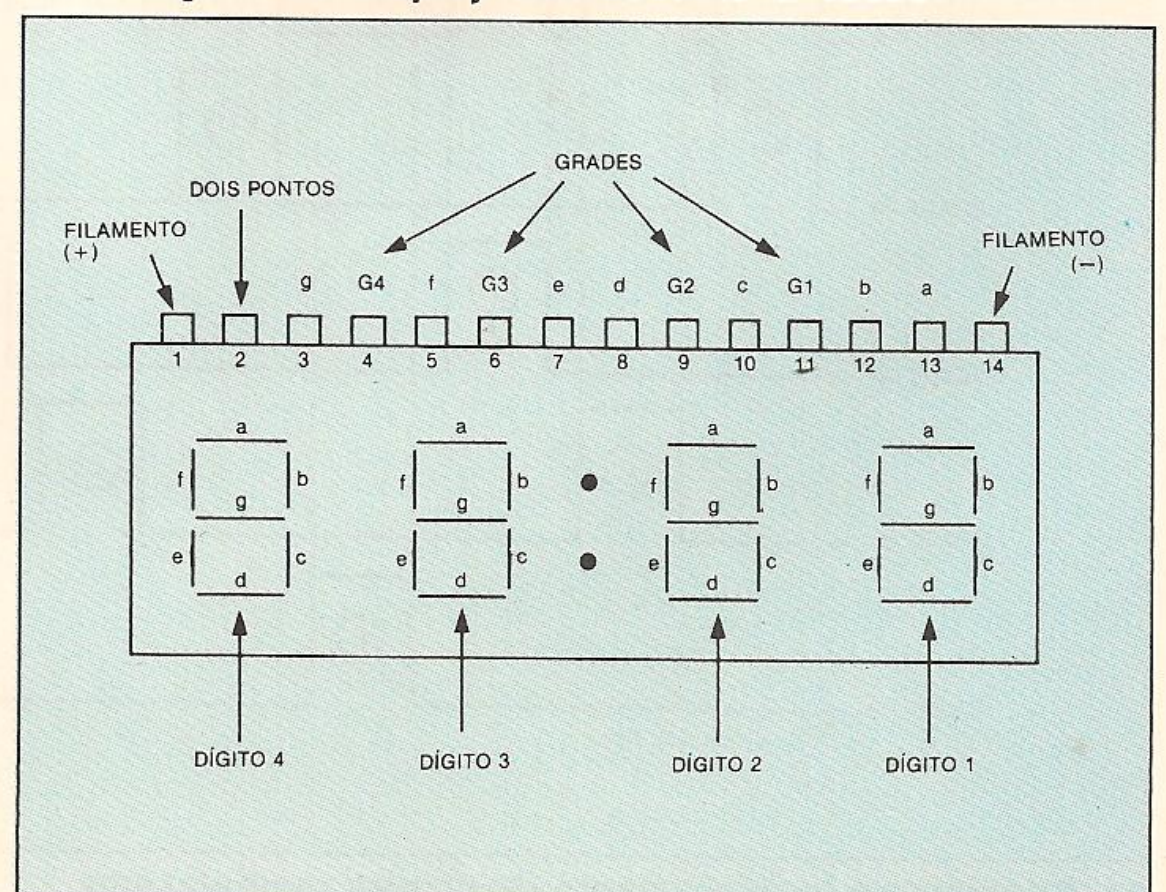 GRADES
DOIS PONTOS
FILAMENTO
(+)
FILAMENTO
(—)
g G4 f G3 e d G2 c G1 b a
1 2 3 4 5 6 7 8 9 10 11 12 13 14
a a a a
f b f b f b f b
g g g g
e c e c e c e c
d d d d
DÍGITO 4 DÍGITO 3 DÍGITO 2 DÍGITO 1